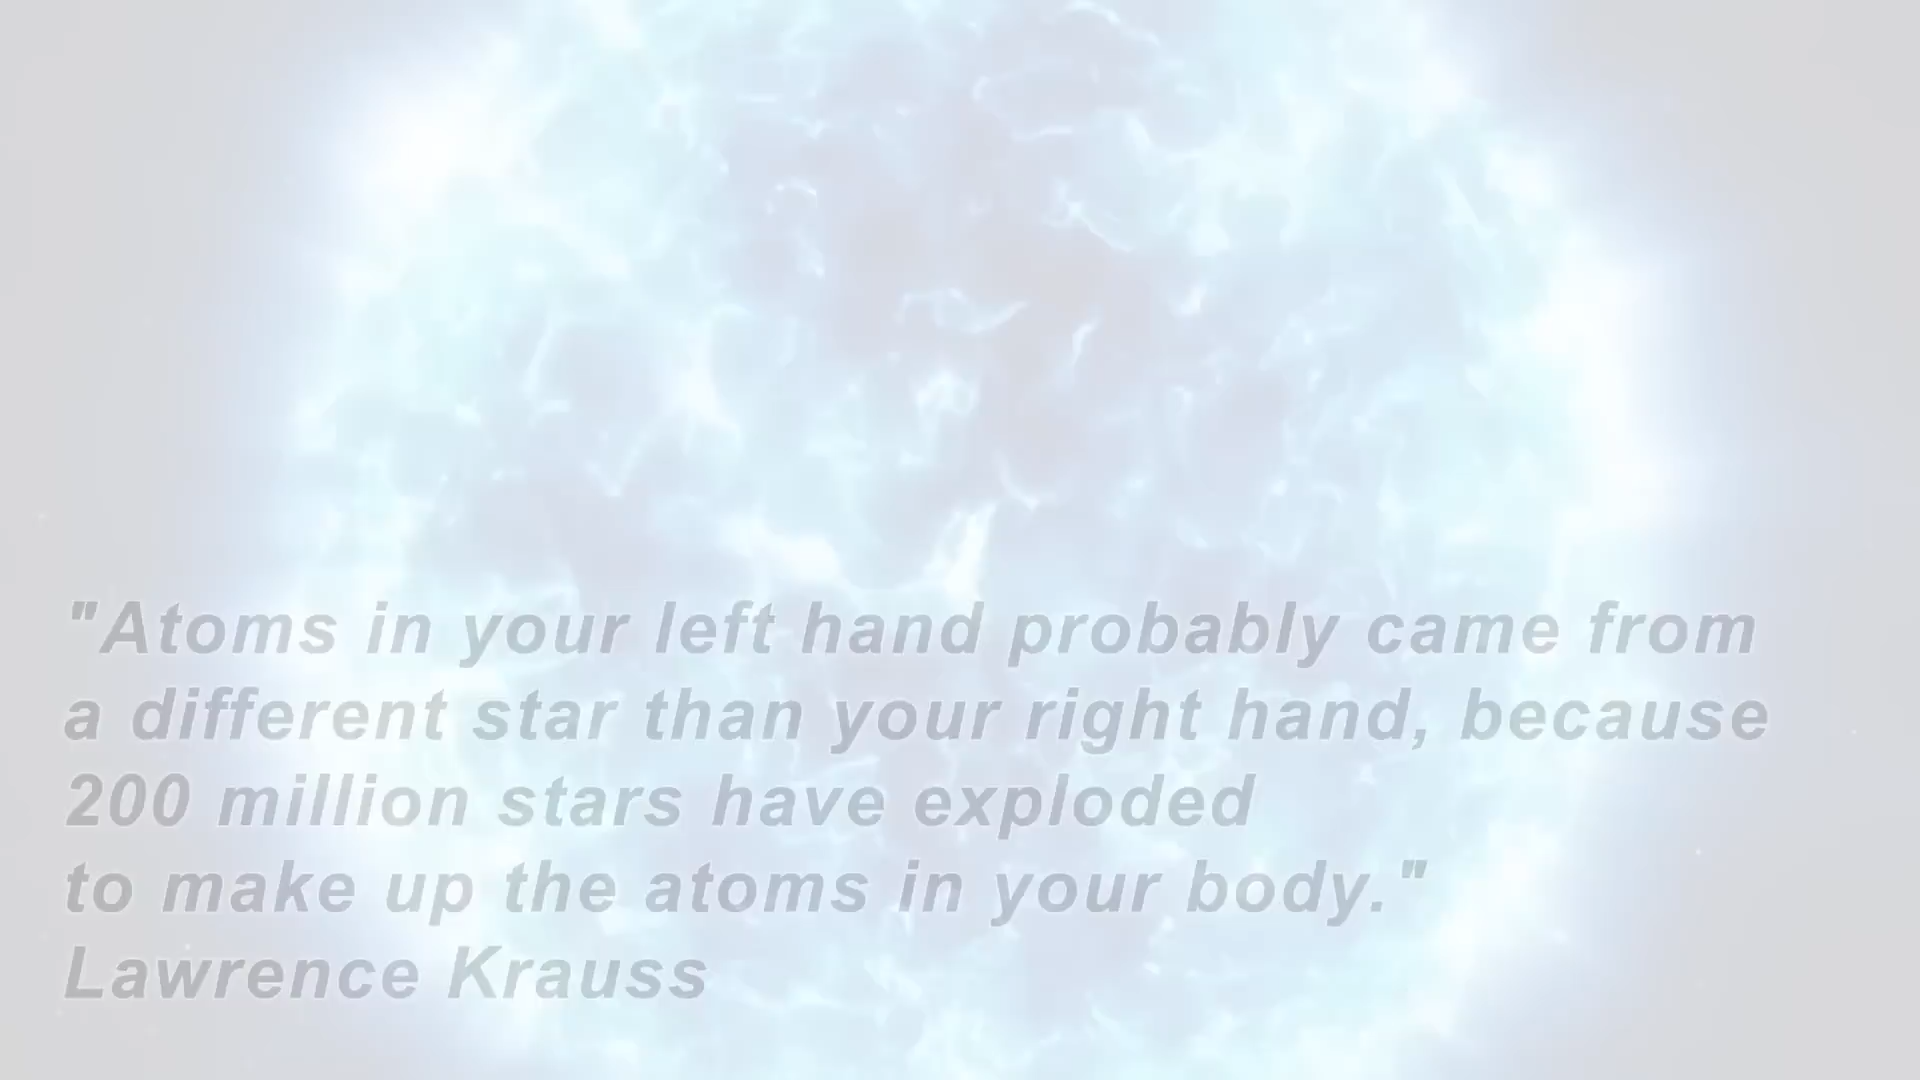 "Atoms in your left hand probably came from
a different star than your right hand, because
200 million stars have exploded
to make up the atoms in your body."
Lawrence Krauss